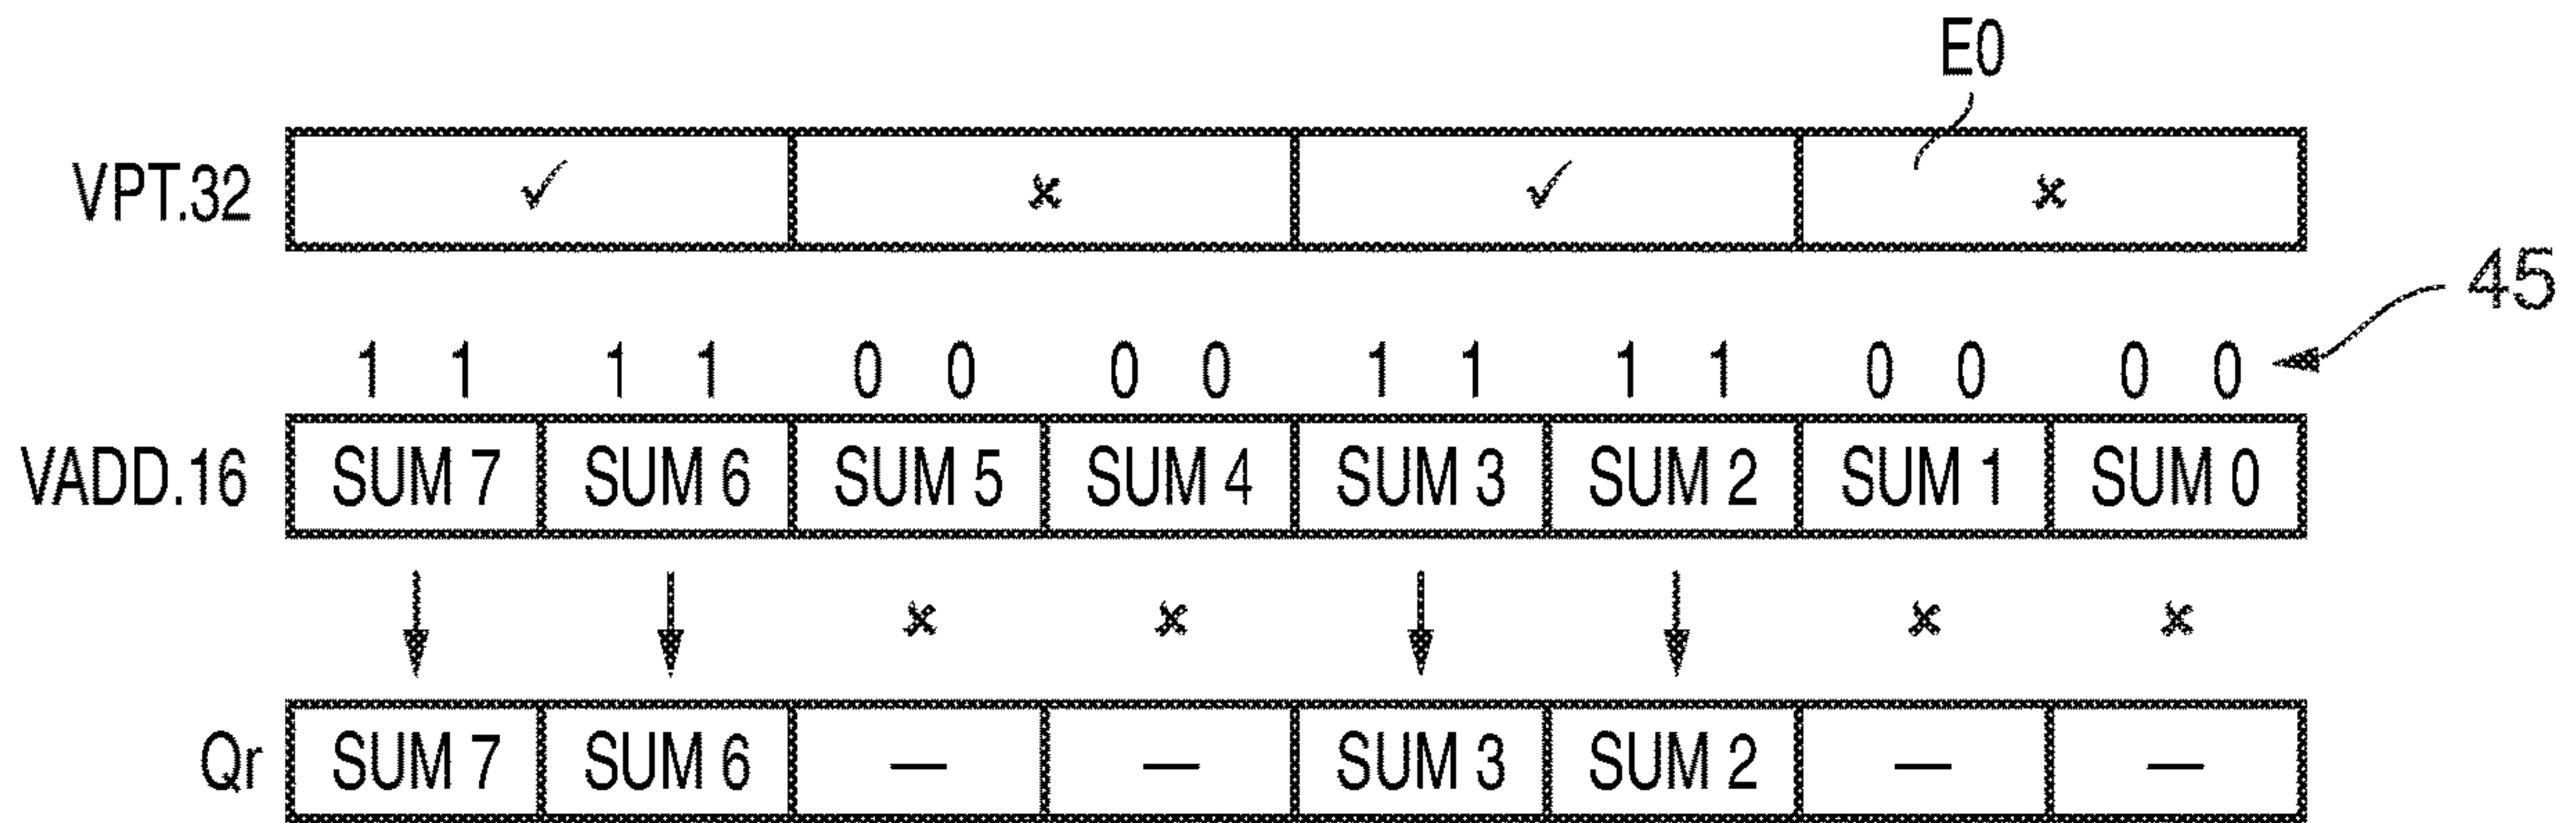 E0
VPT.32 ✓ × ✓ ×
45
1 1 1 1 0 0 0 0 1 1 1 1 0 0 0 0
VADD.16 SUM 7 SUM 6 SUM 5 SUM 4 SUM 3 SUM 2 SUM 1 SUM 0
× × × ×
Qr SUM 7 SUM 6 — — SUM 3 SUM 2 — —